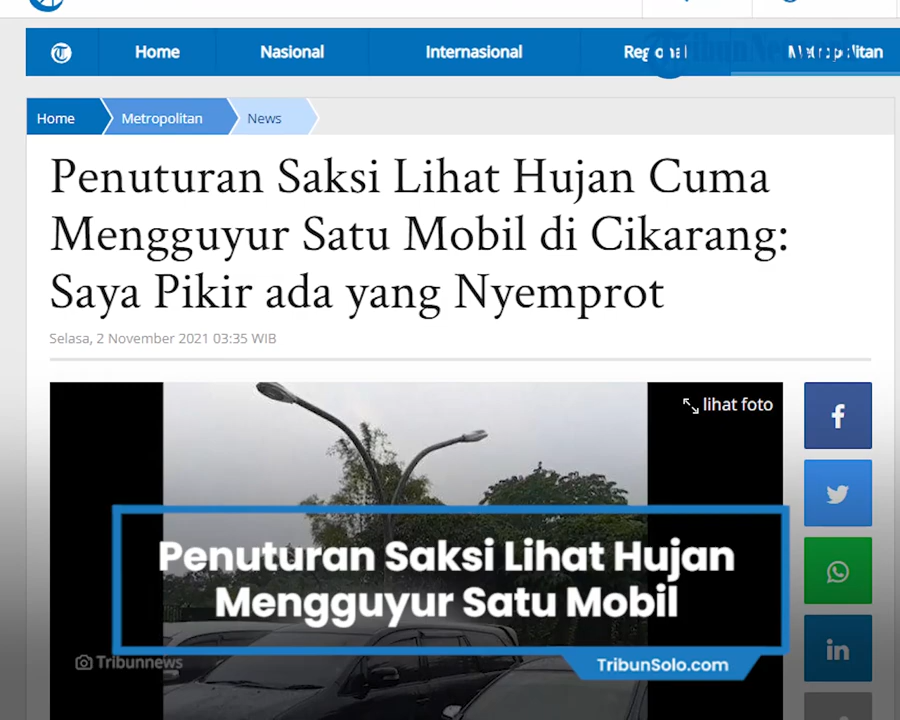 Home
Nasional
Internasional
Regional
Metropolitan
TribunNetwork
Home
Metropolitan
News
Penuturan Saksi Lihat Hujan Cuma
Mengguyur Satu Mobil di Cikarang:
Saya Pikir ada yang Nyemprot
Selasa, 2 November 2021 03:35 WIB
lihat foto
Penuturan Saksi Lihat Hujan
Mengguyur Satu Mobil
Tribunnews
TribunSolo.com